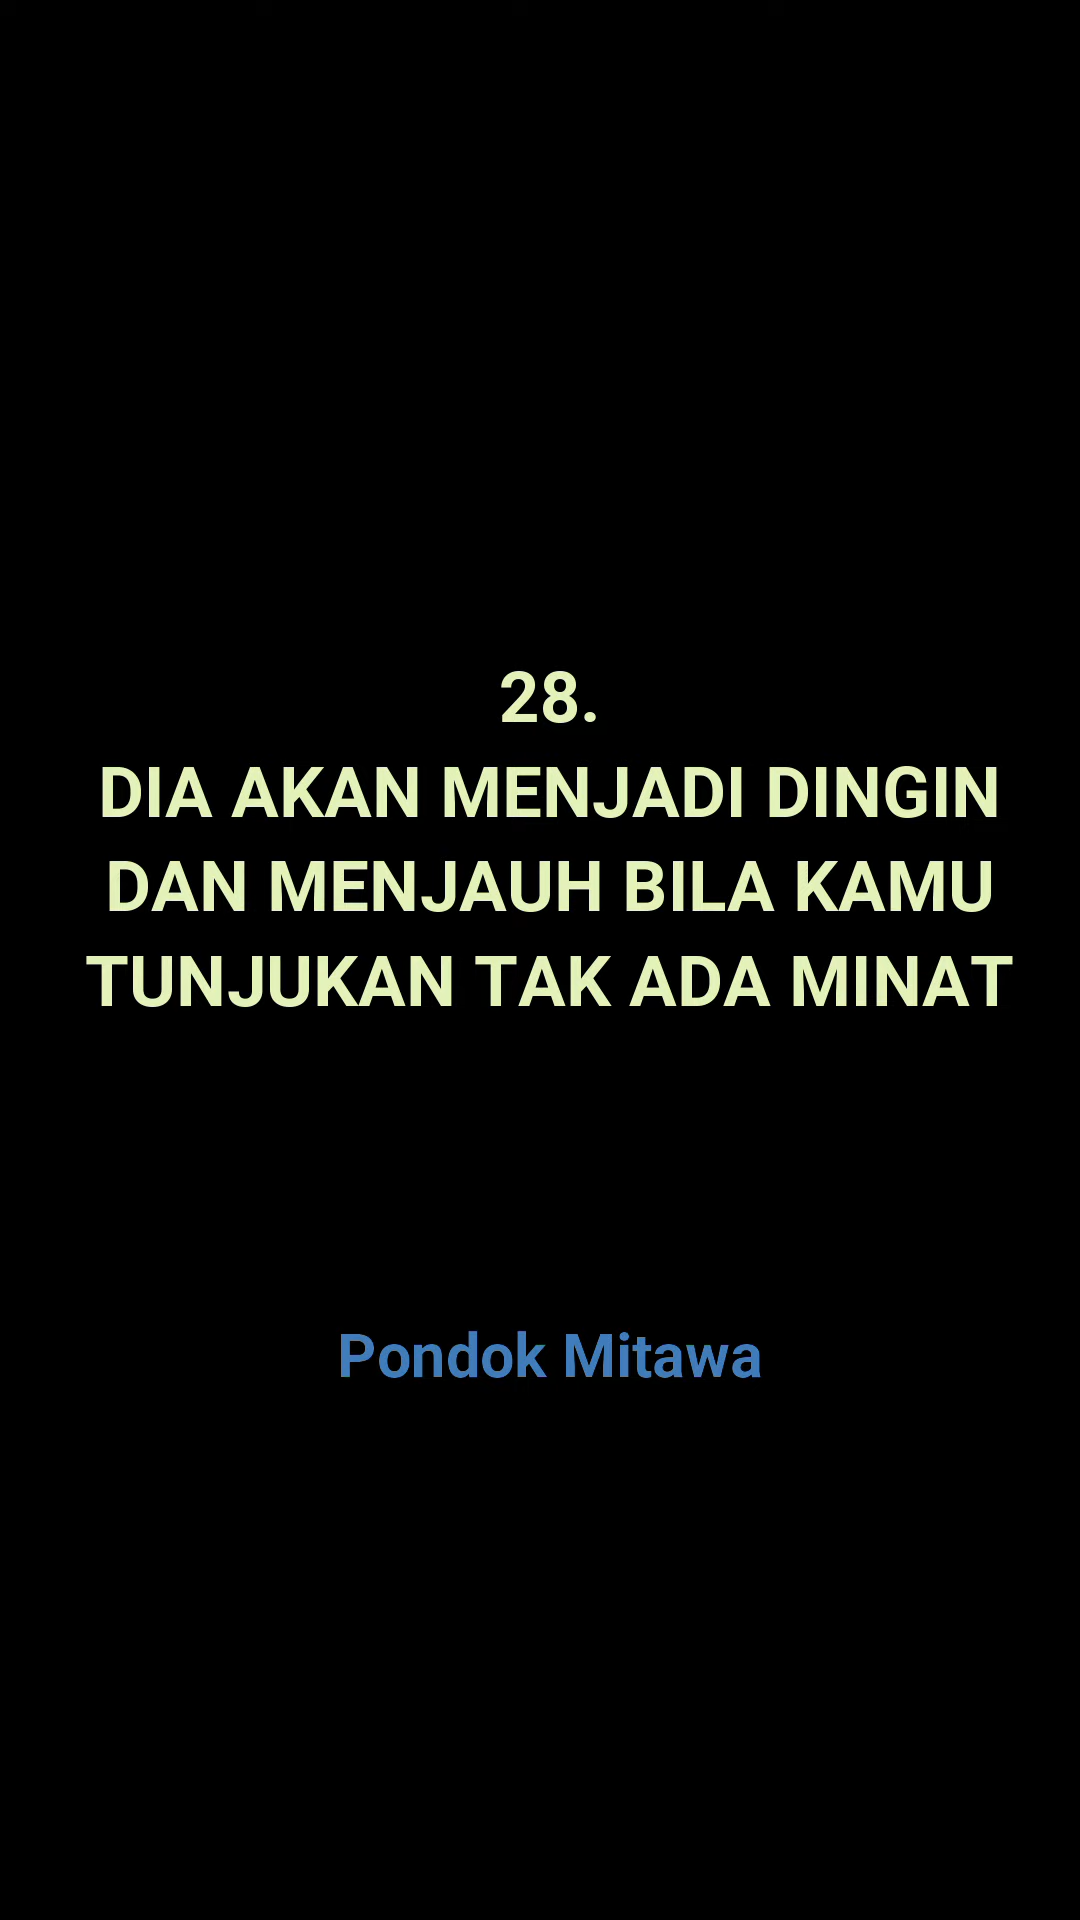 28.
DIA AKAN MENJADI DINGIN
DAN MENJAUH BILA KAMU
TUNJUKAN TAK ADA MINAT
Pondok Mitawa